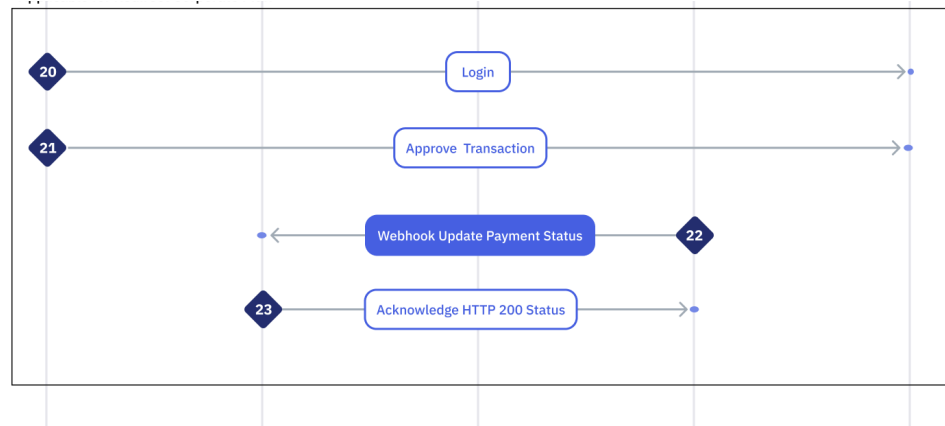 20
Login
21
Approve Transaction
Webhook Update Payment Status
22
23
Acknowledge HTTP 200 Status